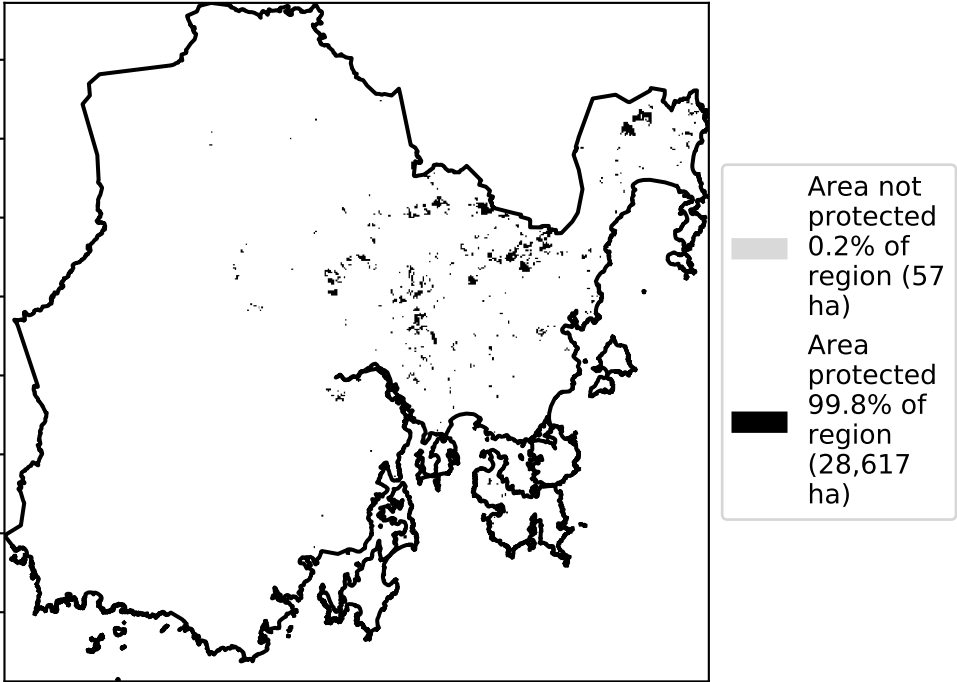 Area not
protected
0.2% of
region (57
ha)
Area
protected
99.8% of
region
(28,617
ha)